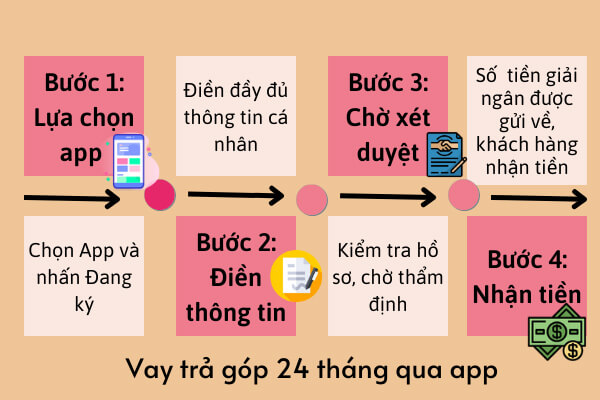 Bước 1:
Lựa chọn
app
Chọn App và
nhấn Đang
ký
Điền đầy đủ
thông tin cá
nhân
Bước 2:
Điền
thông tin
Bước 3:
Chờ xét
duyệt
Kiểm tra hồ
sơ, chờ thẩm
định
Số tiền giải
ngân được
gửi về,
khách hàng
nhận tiền
Bước 4:
Nhận tiền
Vay trả góp 24 tháng qua app